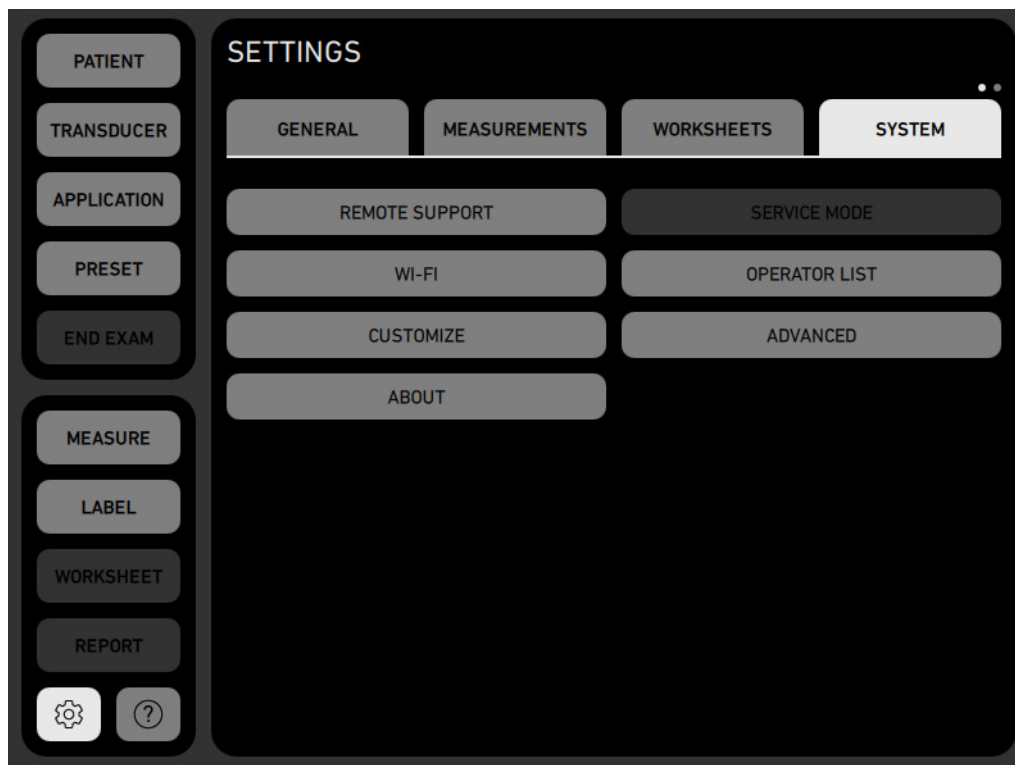 PATIENT
TRANSDUCER
APPLICATION
PRESET
END EXAM
MEASURE
LABEL
WORKSHEET
REPORT
?
SETTINGS
GENERAL MEASUREMENTS WORKSHEETS SYSTEM
REMOTE SUPPORT SERVICE MODE
WI-FI OPERATOR LIST
CUSTOMIZE ADVANCED
ABOUT